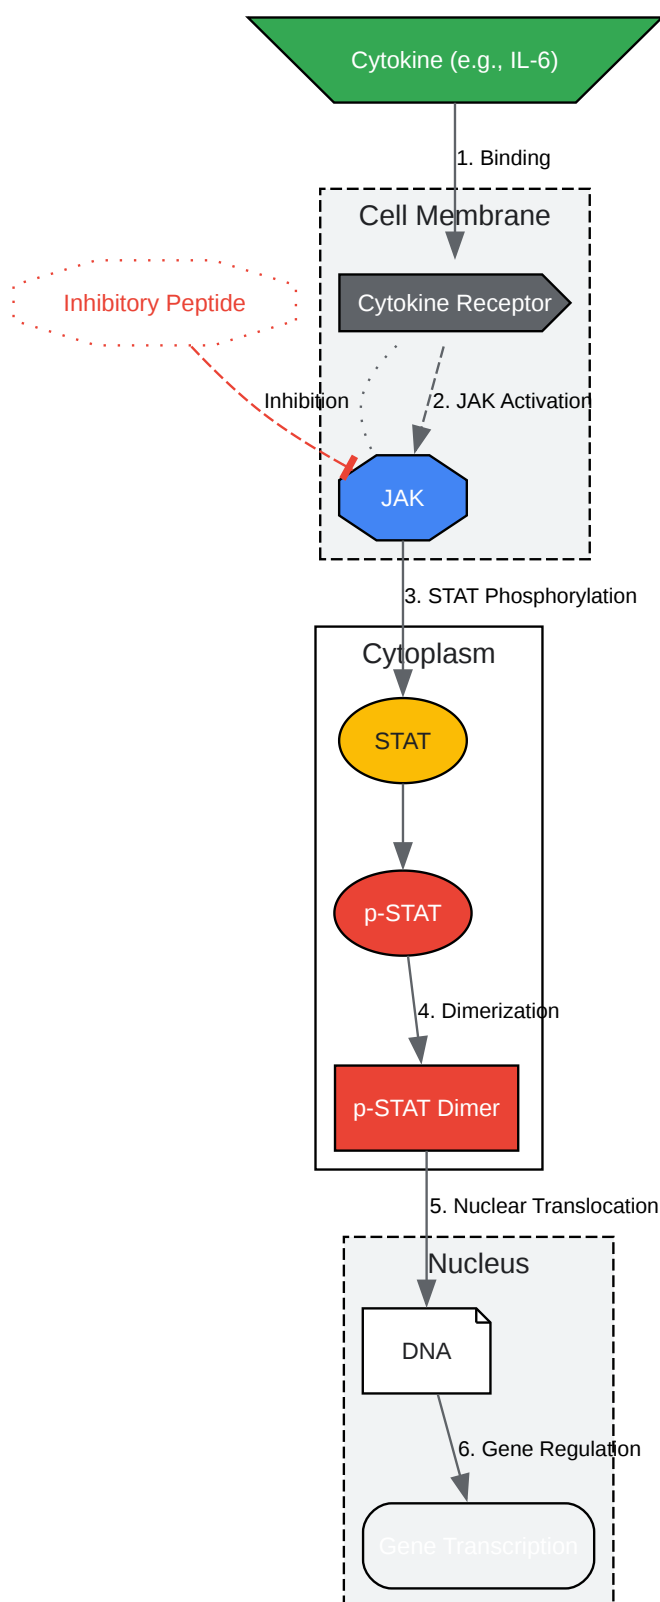 Cytokine (e.g., IL-6)
1. Binding
Cell Membrane
Inhibitory Peptide
Cytokine Receptor
Inhibition
2. JAK Activation
JAK
3. STAT Phosphorylation
Cytoplasm
STAT
p-STAT
4. Dimerization
p-STAT Dimer
5. Nuclear Translocation
Nucleus
DNA
6. Gene Regulation
Gene Transcription